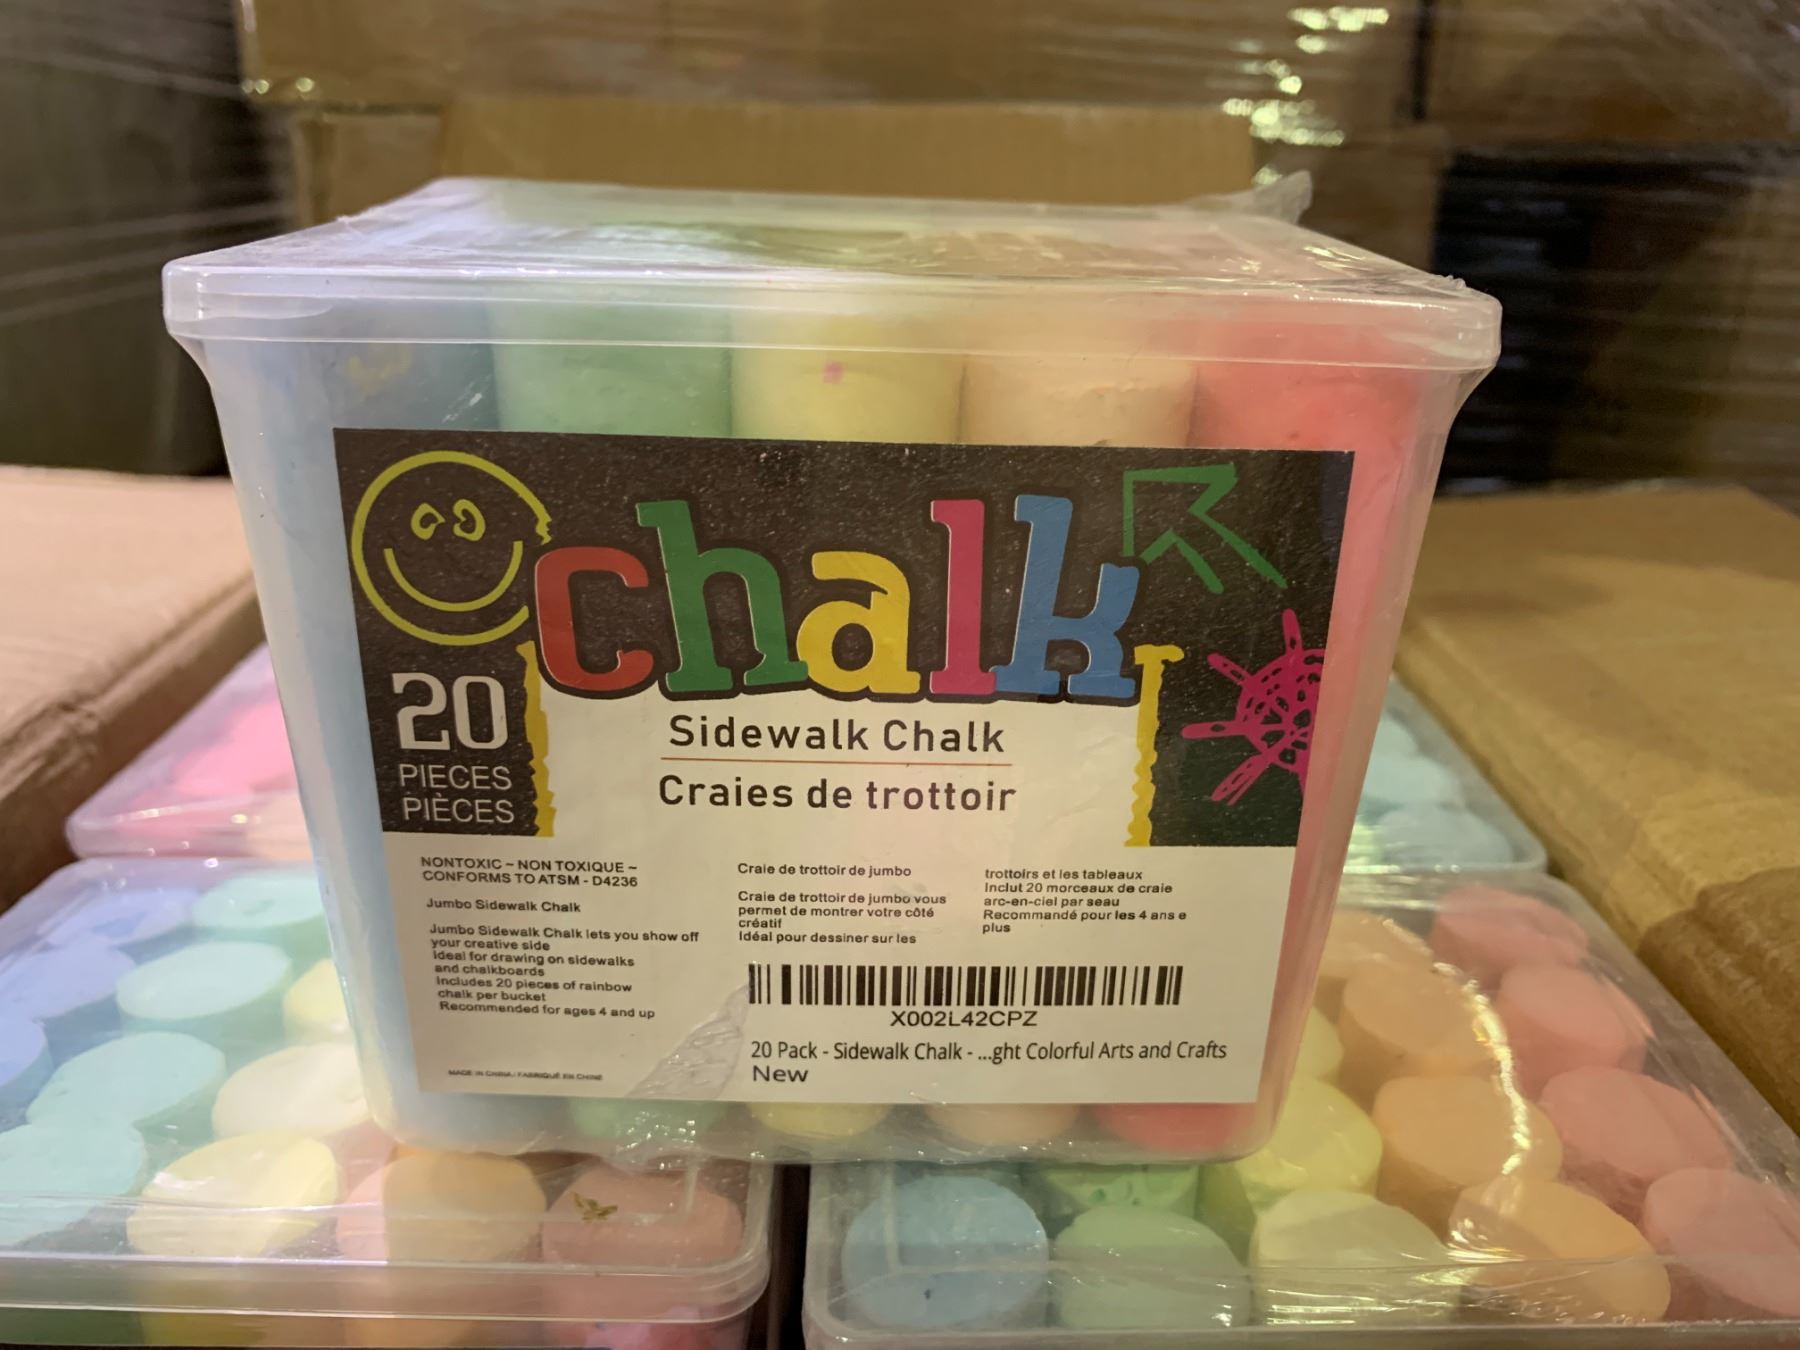 chalk
20
PIECES
PIÈCES
Sidewalk Chalk
Craies de trottoir
NONTOXIC ~ NON TOXIQUE ~
CONFORMS TO ATSM - D4236
Jumbo Sidewalk Chalk
Jumbo Sidewalk Chalk lets you show off
your creative side
Ideal for drawing on sidewalks
and chalkboards
Includes 20 pieces of rainbow
chalk per bucket
Recommended for ages 4 and up
MADE IN CHINA / FABRIQUÉ EN CHINE
Craie de trottoir de jumbo
Craie de trottoir de jumbo vous
permet de montrer votre côté
créatif
Idéal pour dessiner sur les
trottoirs et les tableaux
Inclut 20 morceaux de craie
arc-en-ciel par seau
Recommandé pour les 4 ans e
plus
X002L42CPZ
20 Pack - Sidewalk Chalk - ...ght Colorful Arts and Crafts
New